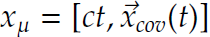 x_μ = [ct, \vec{x}_{cov}(t)]